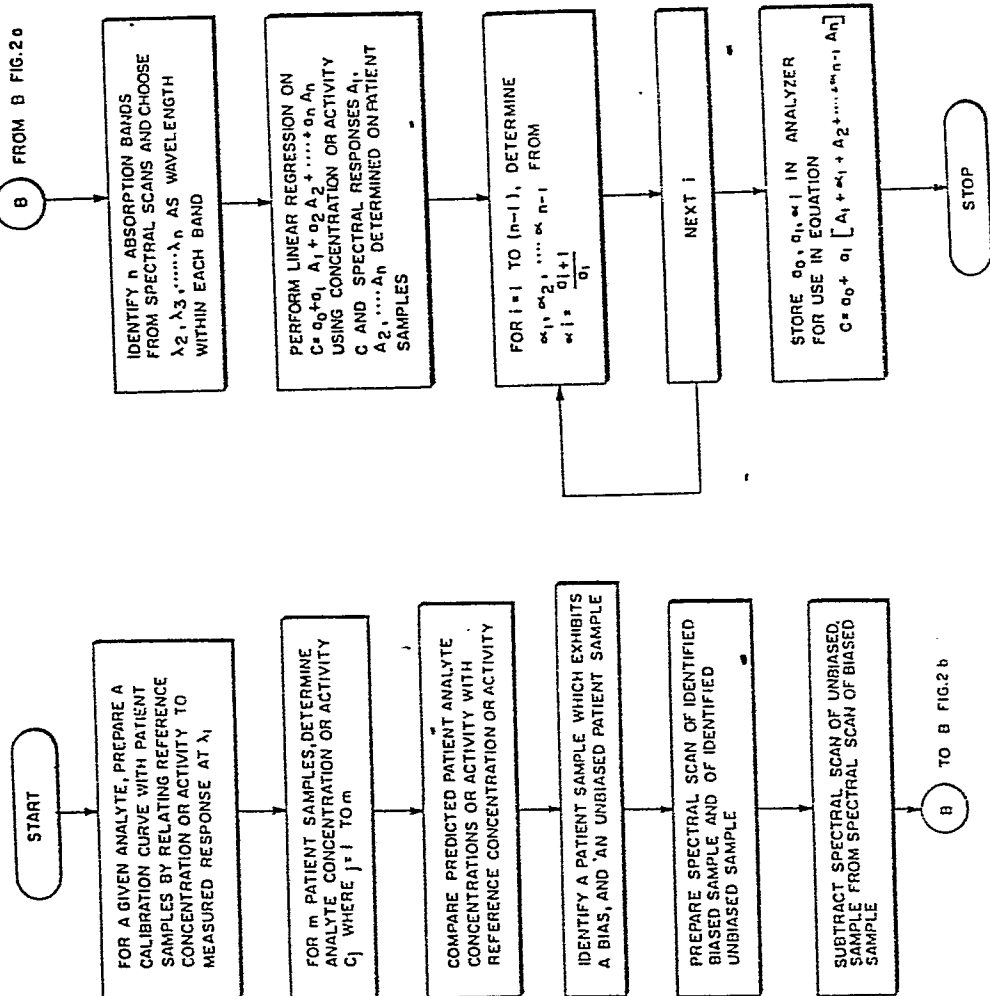 START
FOR A GIVEN ANALYTE, PREPARE A
CALIBRATION CURVE WITH PATIENT
SAMPLES BY RELATING REFERENCE
CONCENTRATION OR ACTIVITY TO
MEASURED RESPONSE AT λ₁
FOR m PATIENT SAMPLES, DETERMINE
ANALYTE CONCENTRATION OR ACTIVITY
Cj WHERE j = 1 TO m
COMPARE PREDICTED PATIENT ANALYTE
CONCENTRATIONS OR ACTIVITY WITH
REFERENCE CONCENTRATION OR ACTIVITY
IDENTIFY A PATIENT SAMPLE WHICH EXHIBITS
A BIAS, AND AN UNBIASED PATIENT SAMPLE
PREPARE SPECTRAL SCAN OF IDENTIFIED
BIASED SAMPLE AND OF IDENTIFIED
UNBIASED SAMPLE
SUBTRACT SPECTRAL SCAN OF UNBIASED,
SAMPLE FROM SPECTRAL SCAN OF BIASED
SAMPLE
B TO B FIG.2b
B FROM B FIG.2a
IDENTIFY n ABSORPTION BANDS
FROM SPECTRAL SCANS AND CHOOSE
λ₂, λ₃, ..... λn AS WAVELENGTH
WITHIN EACH BAND
PERFORM LINEAR REGRESSION ON
C= a₀+a₁ A₁ + a₂ A₂ + ..... + an An
USING CONCENTRATION OR ACTIVITY
C AND SPECTRAL RESPONSES A₁,
A₂, .... An DETERMINED ON PATIENT
SAMPLES
FOR i = 1 TO (n-1), DETERMINE
α₁, α₂, .... α n-1 FROM
αi = ai+1 / a₁
NEXT i
STORE a₀, a₁, αi IN ANALYZER
FOR USE IN EQUATION
C= a₀ + a₁ [A₁ + α₁ + A₂ + ..... + αn-1 An]
STOP